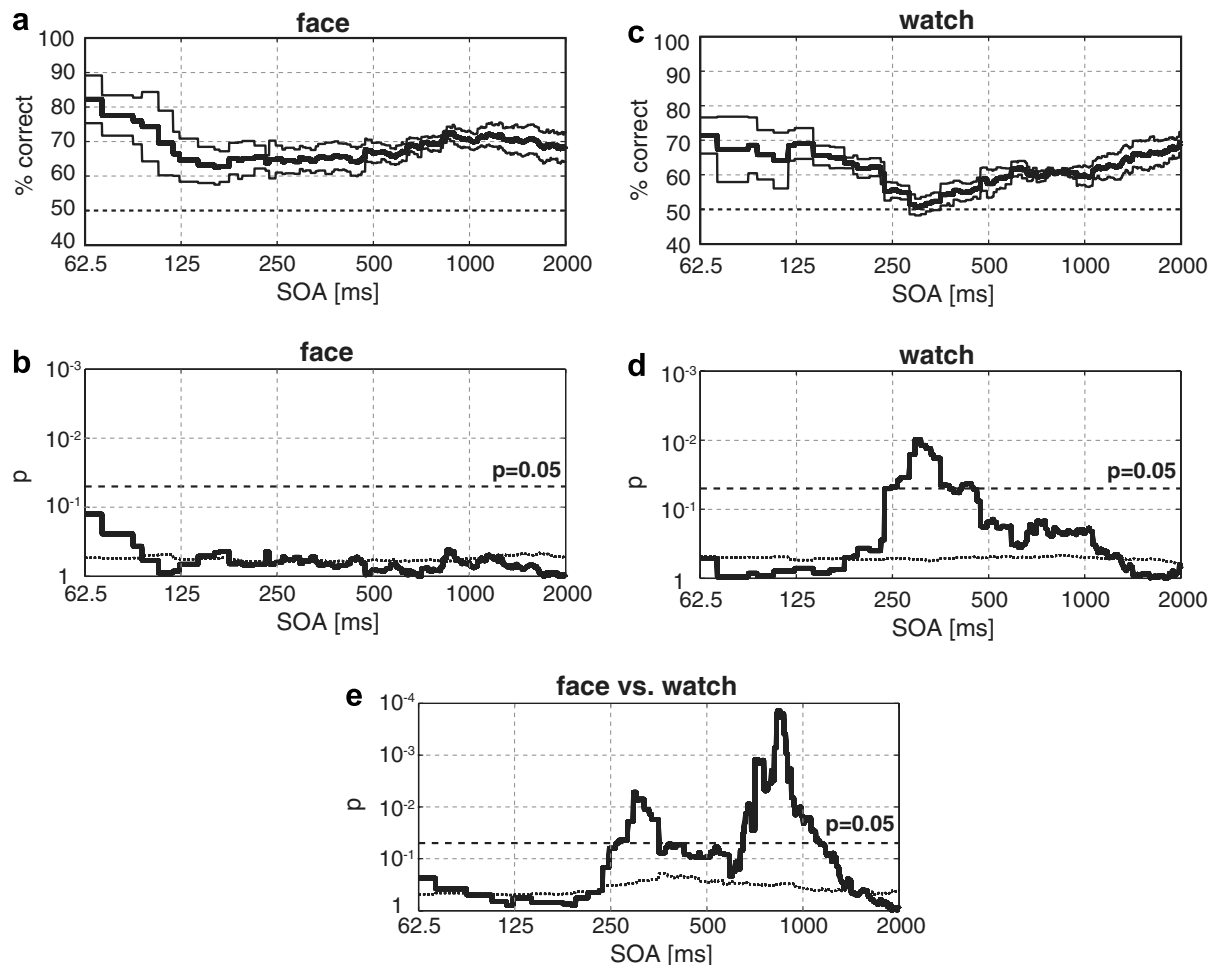 a
face
100
90
80
70
60
50
40
% correct
62.5 125 250 500 1000 2000
SOA [ms]
c
watch
100
90
80
70
60
50
40
% correct
62.5 125 250 500 1000 2000
SOA [ms]
b
face
10-3
10-2
10-1
1
p
p=0.05
62.5 125 250 500 1000 2000
SOA [ms]
d
watch
10-3
10-2
10-1
1
p
p=0.05
62.5 125 250 500 1000 2000
SOA [ms]
e
face vs. watch
10-4
10-3
10-2
10-1
1
p
p=0.05
62.5 125 250 500 1000 2000
SOA [ms]